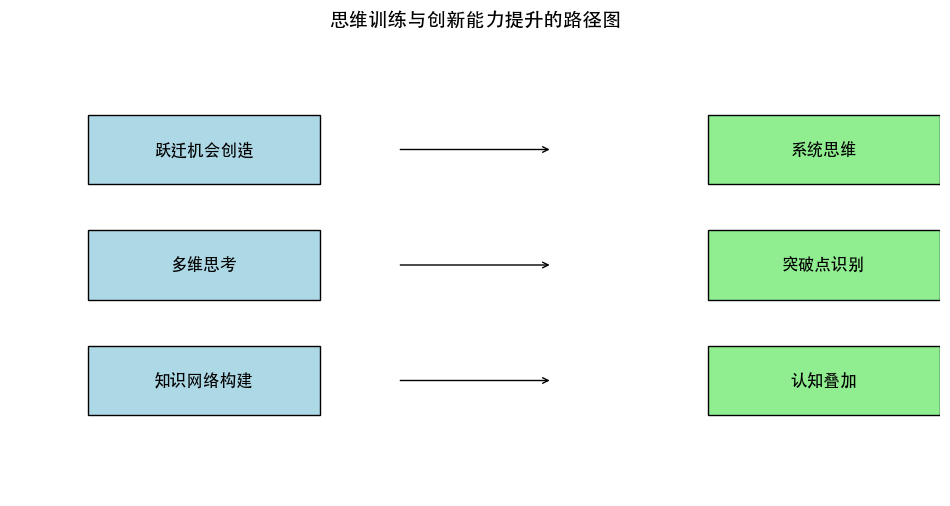 思维训练与创新能力提升的路径图
跃迁机会创造
系统思维
多维思考
突破点识别
知识网络构建
认知叠加